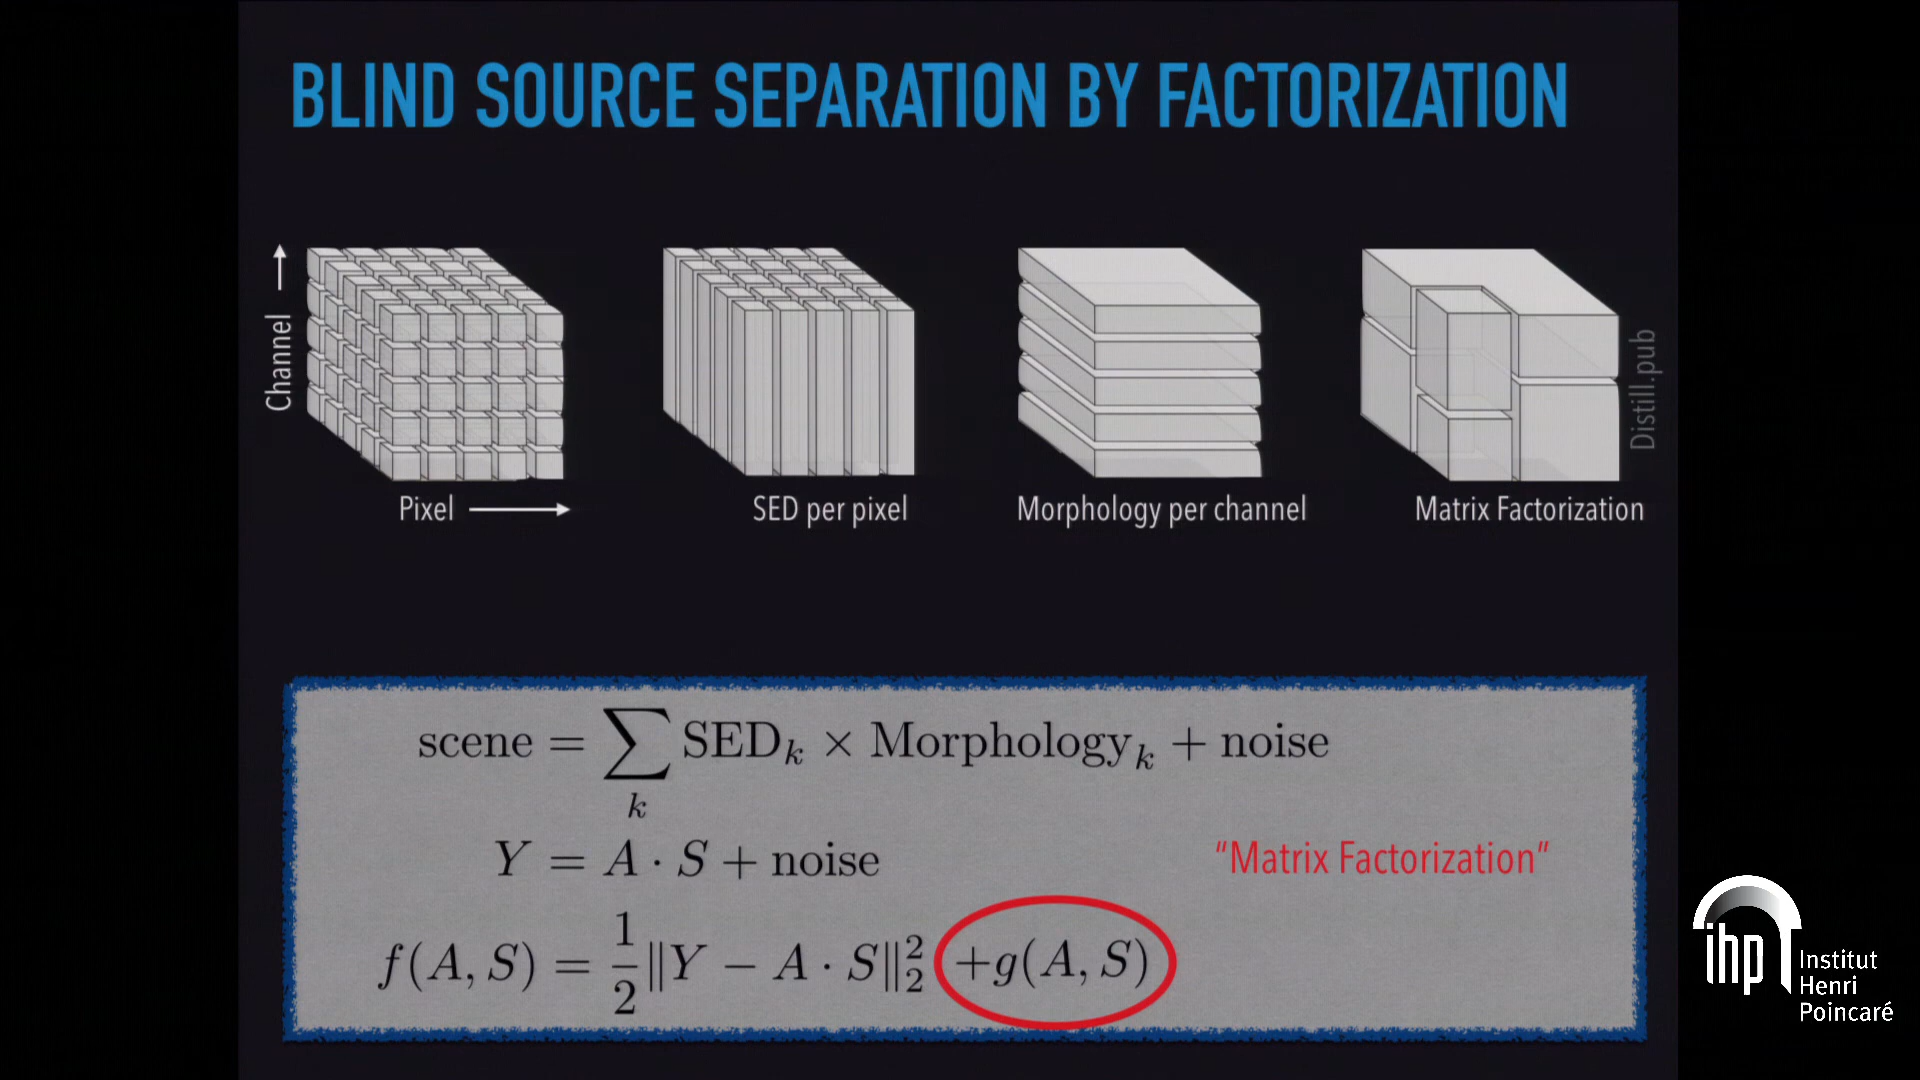 BLIND SOURCE SEPARATION BY FACTORIZATION
Channel
Pixel
SED per pixel
Morphology per channel
Matrix Factorization
Distill.pub
scene = ∑_k SED_k × Morphology_k + noise
Y = A · S + noise
"Matrix Factorization"
f(A, S) = 1/2 ||Y − A · S||_2^2 +g(A, S)
ihp
Institut
Henri
Poincaré